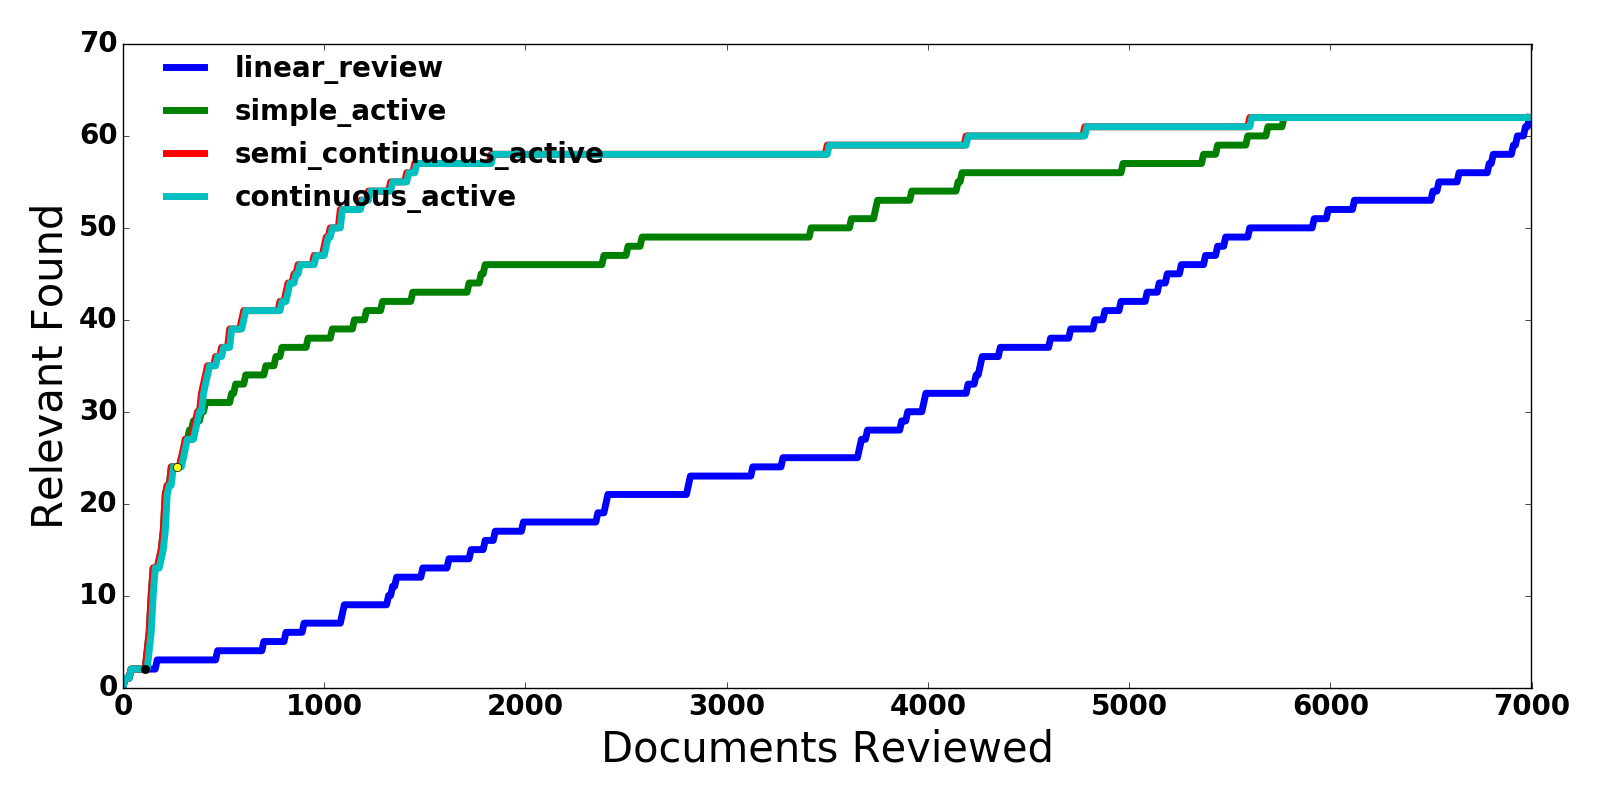 70
60
50
40
30
20
10
0
Relevant Found
linear_review
simple_active
semi_continuous_active
continuous_active
0 1000 2000 3000 4000 5000 6000 7000
Documents Reviewed